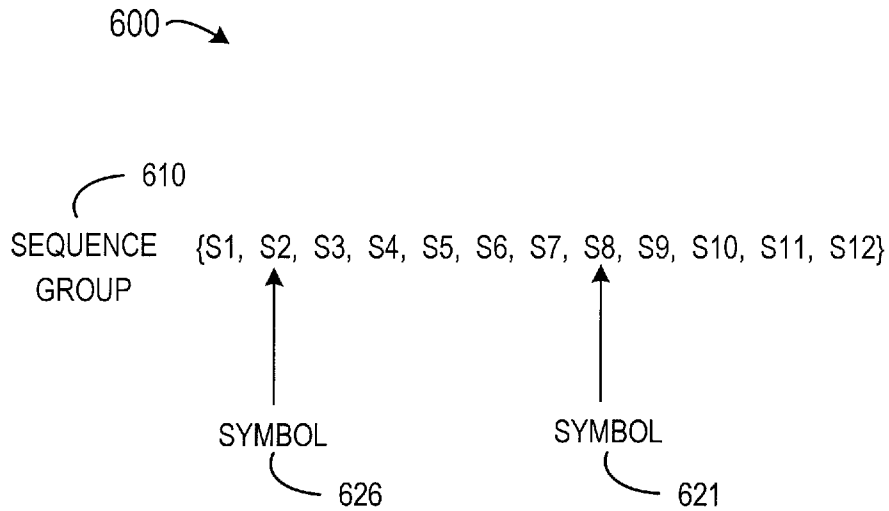 600
610
SEQUENCE GROUP
{S1, S2, S3, S4, S5, S6, S7, S8, S9, S10, S11, S12}
SYMBOL
626
SYMBOL
621